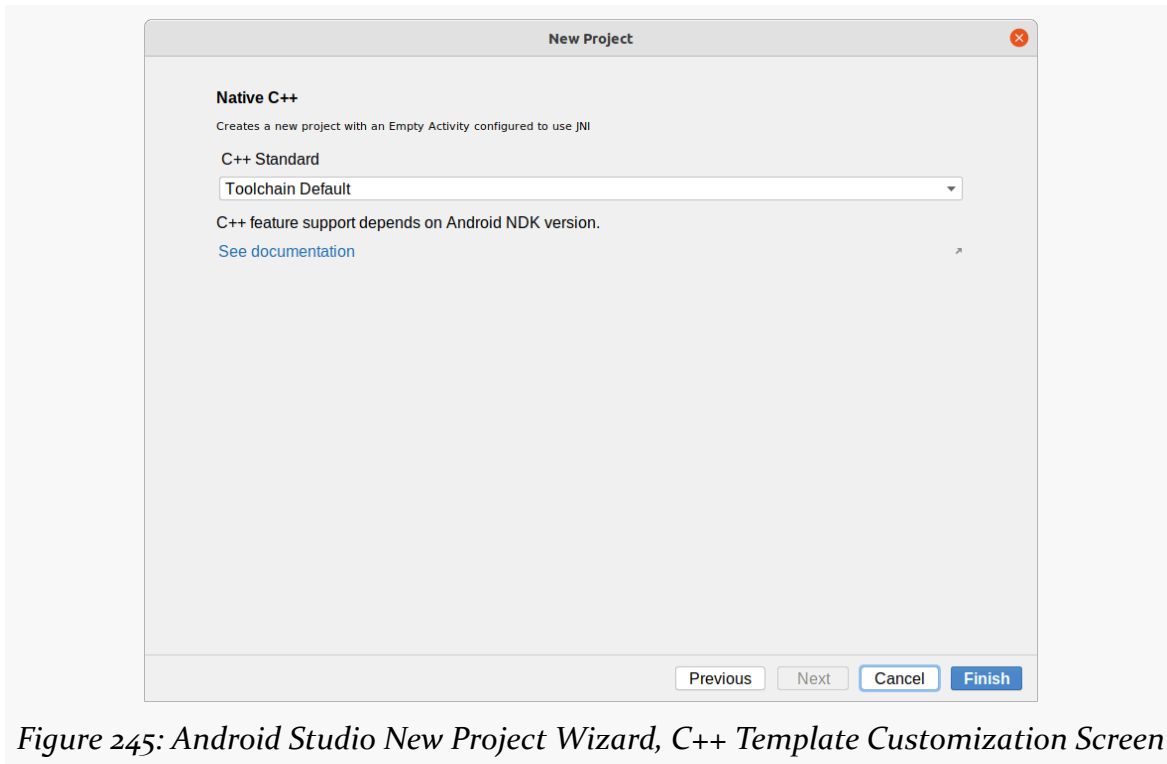 New Project
Native C++
Creates a new project with an Empty Activity configured to use JNI
C++ Standard
Toolchain Default
C++ feature support depends on Android NDK version.
See documentation
Previous Next Cancel Finish
Figure 245: Android Studio New Project Wizard, C++ Template Customization Screen